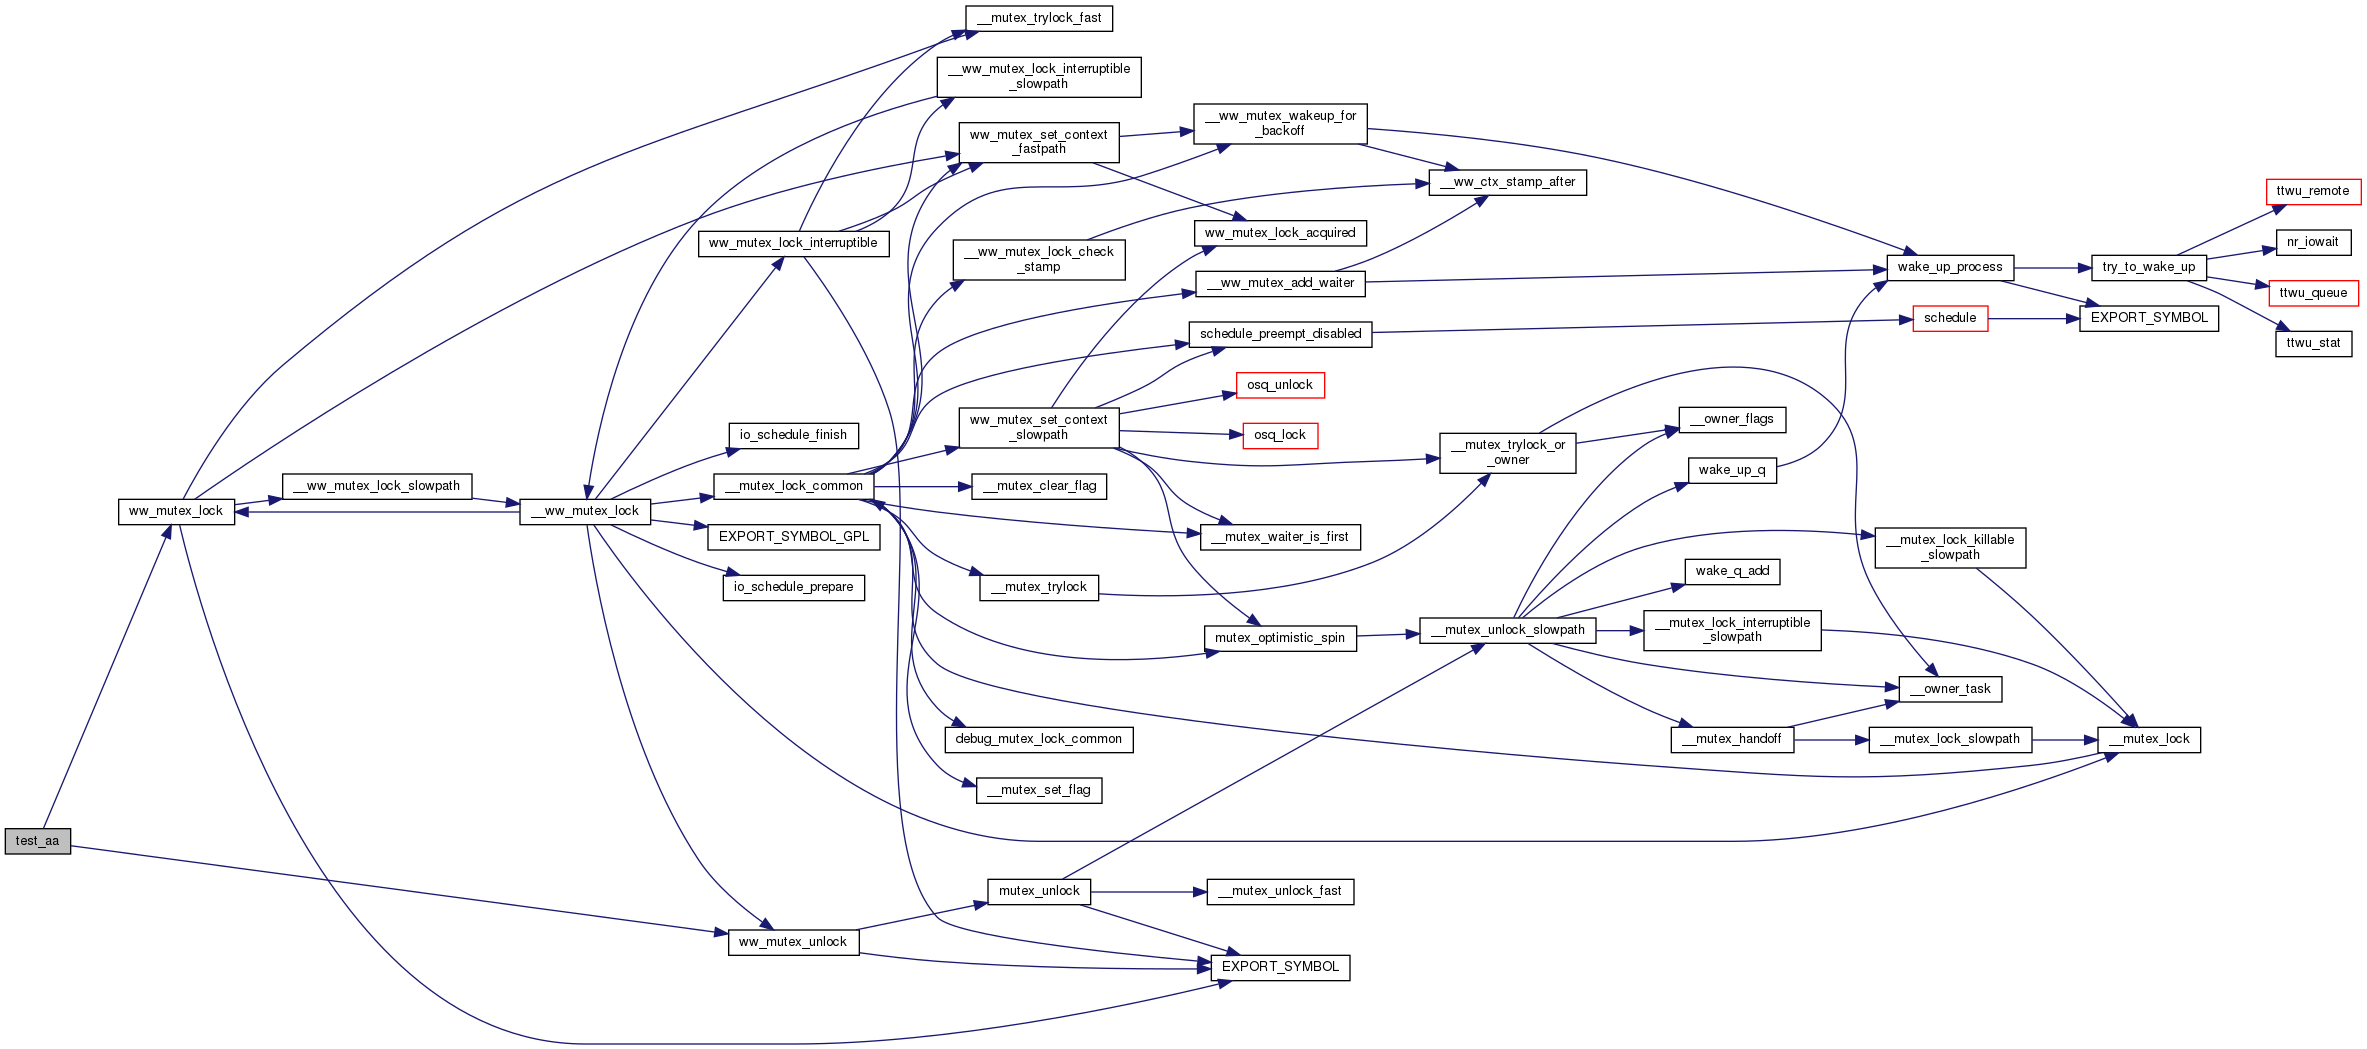 __mutex_trylock_fast
__ww_mutex_lock_interruptible
_slowpath
__ww_mutex_wakeup_for
_backoff
ww_mutex_set_context
_fastpath
__ww_ctx_stamp_after
ttwu_remote
ww_mutex_lock_acquired
ww_mutex_lock_interruptible
nr_iowait
__ww_mutex_lock_check
_stamp
wake_up_process
try_to_wake_up
__ww_mutex_add_waiter
ttwu_queue
schedule
EXPORT_SYMBOL
schedule_preempt_disabled
ttwu_stat
osq_unlock
ww_mutex_set_context
_slowpath
__owner_flags
io_schedule_finish
osq_lock
__mutex_trylock_or
_owner
wake_up_q
__ww_mutex_lock_slowpath
__mutex_lock_common
__mutex_clear_flag
ww_mutex_lock
__ww_mutex_lock
EXPORT_SYMBOL_GPL
__mutex_waiter_is_first
__mutex_lock_killable
_slowpath
wake_q_add
io_schedule_prepare
__mutex_trylock
mutex_optimistic_spin
__mutex_unlock_slowpath
__mutex_lock_interruptible
_slowpath
__owner_task
debug_mutex_lock_common
__mutex_handoff
__mutex_lock_slowpath
__mutex_lock
__mutex_set_flag
test_aa
mutex_unlock
__mutex_unlock_fast
ww_mutex_unlock
EXPORT_SYMBOL